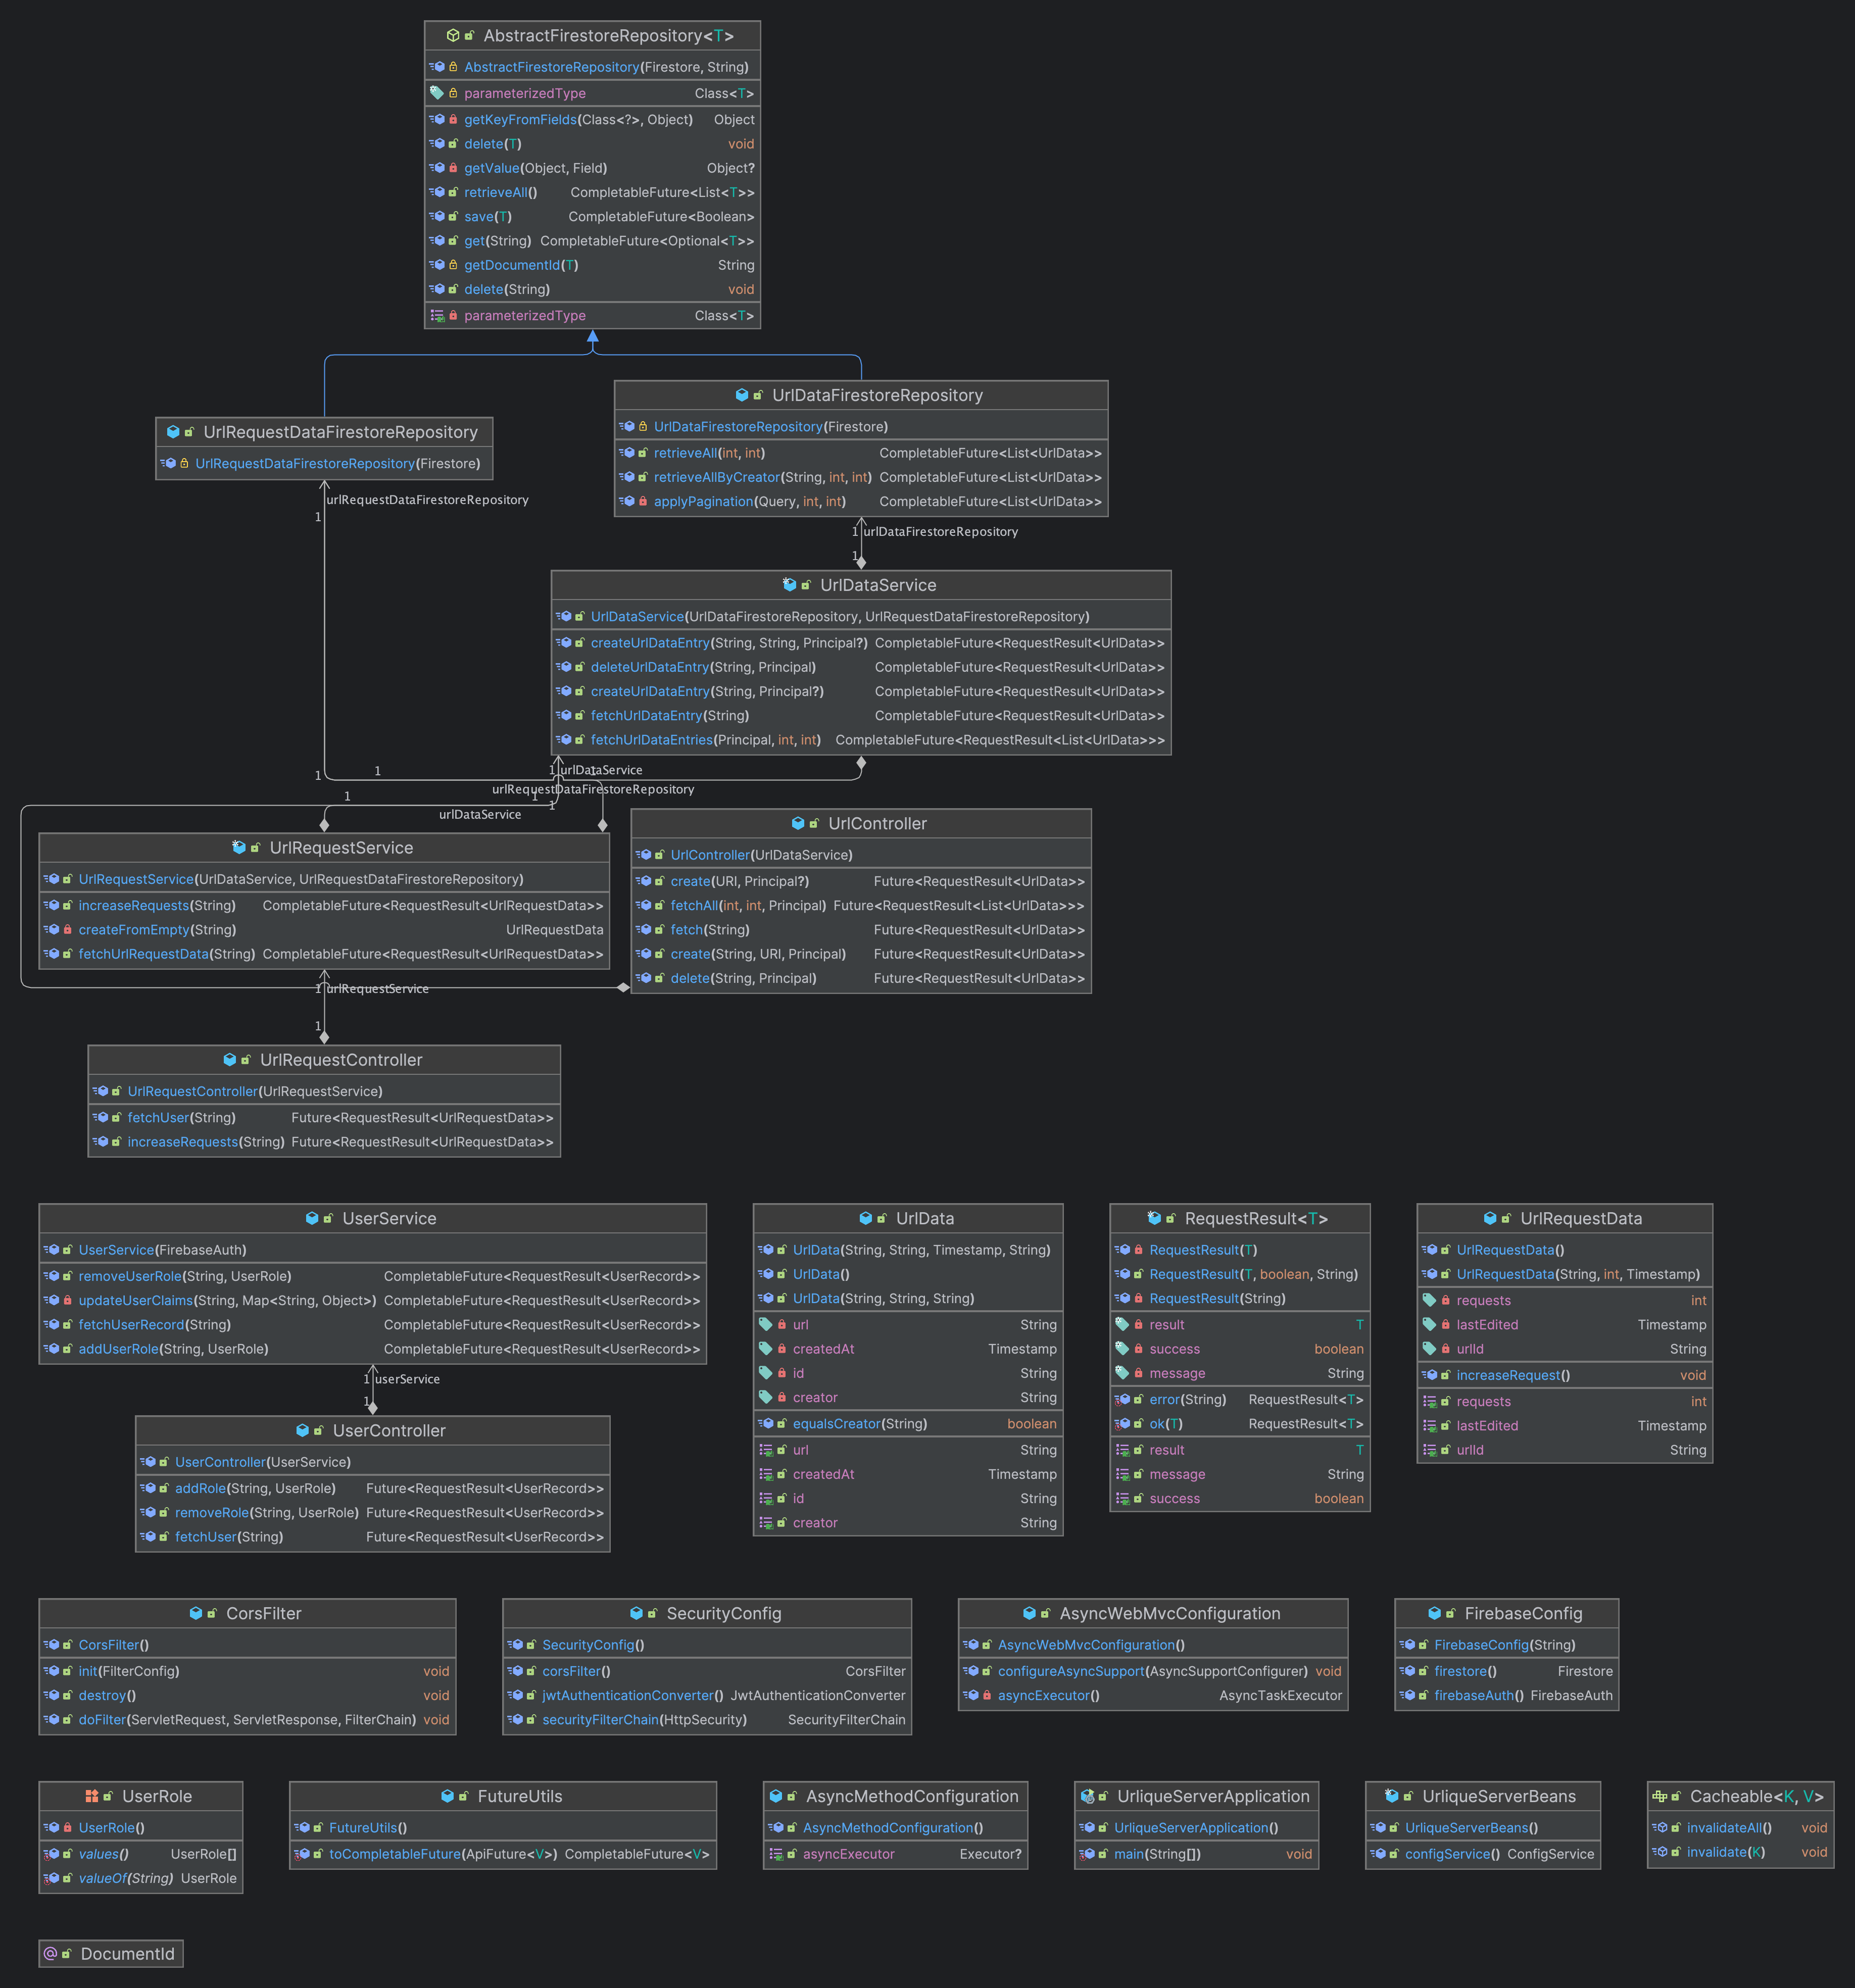 AbstractFirestoreRepository<T>
AbstractFirestoreRepository(Firestore, String)
parameterizedType Class<T>
getKeyFromFields(Class<?>, Object) Object
delete(T) void
getValue(Object, Field) Object?
retrieveAll() CompletableFuture<List<T>>
save(T) CompletableFuture<Boolean>
get(String) CompletableFuture<Optional<T>>
getDocumentId(T) String
delete(String) void
parameterizedType Class<T>
UrlDataFirestoreRepository
UrlDataFirestoreRepository(Firestore)
retrieveAll(int, int) CompletableFuture<List<UrlData>>
retrieveAllByCreator(String, int, int) CompletableFuture<List<UrlData>>
applyPagination(Query, int, int) CompletableFuture<List<UrlData>>
UrlRequestDataFirestoreRepository
UrlRequestDataFirestoreRepository(Firestore)
urlRequestDataFirestoreRepository
1
1 urlDataFirestoreRepository
1
UrlDataService
UrlDataService(UrlDataFirestoreRepository, UrlRequestDataFirestoreRepository)
createUrlDataEntry(String, String, Principal?) CompletableFuture<RequestResult<UrlData>>
deleteUrlDataEntry(String, Principal) CompletableFuture<RequestResult<UrlData>>
createUrlDataEntry(String, Principal?) CompletableFuture<RequestResult<UrlData>>
fetchUrlDataEntry(String) CompletableFuture<RequestResult<UrlData>>
fetchUrlDataEntries(Principal, int, int) CompletableFuture<RequestResult<List<UrlData>>>
1 1 1 urlDataService 1
urlRequestDataFirestoreRepository
1 1 1
urlDataService
UrlRequestService
UrlRequestService(UrlDataService, UrlRequestDataFirestoreRepository)
increaseRequests(String) CompletableFuture<RequestResult<UrlRequestData>>
createFromEmpty(String) UrlRequestData
fetchUrlRequestData(String) CompletableFuture<RequestResult<UrlRequestData>>
UrlController
UrlController(UrlDataService)
create(URI, Principal?) Future<RequestResult<UrlData>>
fetchAll(int, int, Principal) Future<RequestResult<List<UrlData>>>
fetch(String) Future<RequestResult<UrlData>>
create(String, URI, Principal) Future<RequestResult<UrlData>>
delete(String, Principal) Future<RequestResult<UrlData>>
1 urlRequestService
1
UrlRequestController
UrlRequestController(UrlRequestService)
fetchUser(String) Future<RequestResult<UrlRequestData>>
increaseRequests(String) Future<RequestResult<UrlRequestData>>
UserService
UserService(FirebaseAuth)
removeUserRole(String, UserRole) CompletableFuture<RequestResult<UserRecord>>
updateUserClaims(String, Map<String, Object>) CompletableFuture<RequestResult<UserRecord>>
fetchUserRecord(String) CompletableFuture<RequestResult<UserRecord>>
addUserRole(String, UserRole) CompletableFuture<RequestResult<UserRecord>>
1 userService
1
UserController
UserController(UserService)
addRole(String, UserRole) Future<RequestResult<UserRecord>>
removeRole(String, UserRole) Future<RequestResult<UserRecord>>
fetchUser(String) Future<RequestResult<UserRecord>>
UrlData
UrlData(String, String, Timestamp, String)
UrlData()
UrlData(String, String, String)
url String
createdAt Timestamp
id String
creator String
equalsCreator(String) boolean
url String
createdAt Timestamp
id String
creator String
RequestResult<T>
RequestResult(T)
RequestResult(T, boolean, String)
RequestResult(String)
result T
success boolean
message String
error(String) RequestResult<T>
ok(T) RequestResult<T>
result T
message String
success boolean
UrlRequestData
UrlRequestData()
UrlRequestData(String, int, Timestamp)
requests int
lastEdited Timestamp
urlId String
increaseRequest() void
requests int
lastEdited Timestamp
urlId String
CorsFilter
CorsFilter()
init(FilterConfig) void
destroy() void
doFilter(ServletRequest, ServletResponse, FilterChain) void
SecurityConfig
SecurityConfig()
corsFilter() CorsFilter
jwtAuthenticationConverter() JwtAuthenticationConverter
securityFilterChain(HttpSecurity) SecurityFilterChain
AsyncWebMvcConfiguration
AsyncWebMvcConfiguration()
configureAsyncSupport(AsyncSupportConfigurer) void
asyncExecutor() AsyncTaskExecutor
FirebaseConfig
FirebaseConfig(String)
firestore() Firestore
firebaseAuth() FirebaseAuth
UserRole
UserRole()
values() UserRole[]
valueOf(String) UserRole
FutureUtils
FutureUtils()
toCompletableFuture(ApiFuture<V>) CompletableFuture<V>
AsyncMethodConfiguration
AsyncMethodConfiguration()
asyncExecutor Executor?
UrliqueServerApplication
UrliqueServerApplication()
main(String[]) void
UrliqueServerBeans
UrliqueServerBeans()
configService() ConfigService
Cacheable<K, V>
invalidateAll() void
invalidate(K) void
@ DocumentId